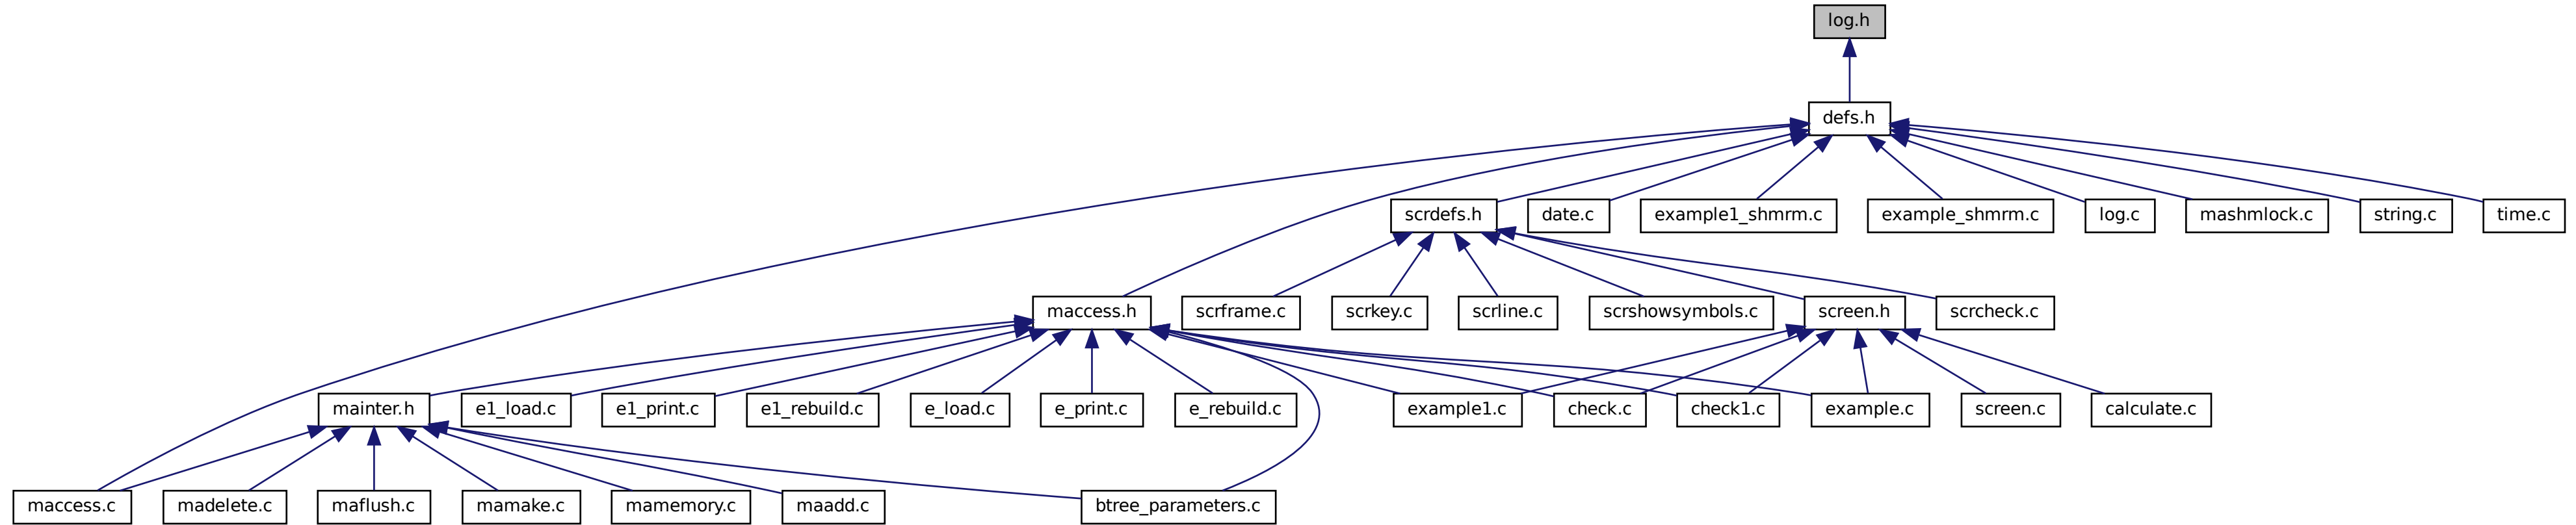 log.h
defs.h
scrdefs.h
date.c
example1_shmrm.c
example_shmrm.c
log.c
mashmlock.c
string.c
time.c
maccess.h
scrframe.c
scrkey.c
scrline.c
scrshowsymbols.c
screen.h
scrcheck.c
mainter.h
e1_load.c
e1_print.c
e1_rebuild.c
e_load.c
e_print.c
e_rebuild.c
example1.c
check.c
check1.c
example.c
screen.c
calculate.c
maccess.c
madelete.c
maflush.c
mamake.c
mamemory.c
maadd.c
btree_parameters.c